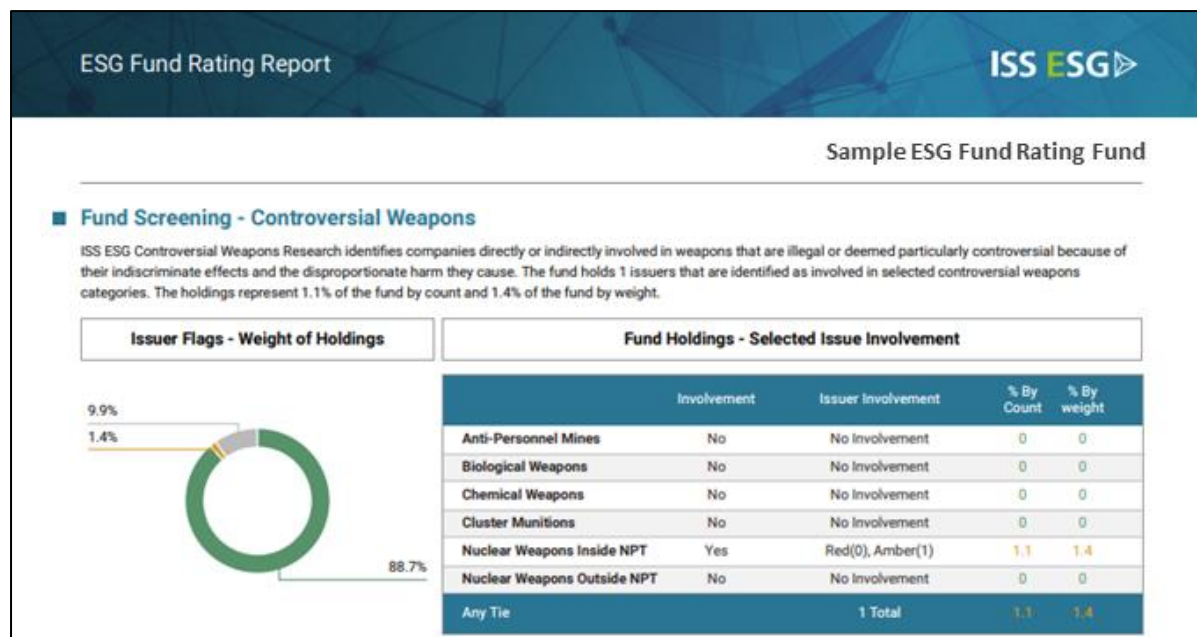 ESG Fund Rating Report
ISS ESG
Sample ESG Fund Rating Fund
Fund Screening - Controversial Weapons
ISS ESG Controversial Weapons Research identifies companies directly or indirectly involved in weapons that are illegal or deemed particularly controversial because of
their indiscriminate effects and the disproportionate harm they cause. The fund holds 1 issuers that are identified as involved in selected controversial weapons
categories. The holdings represent 1.1% of the fund by count and 1.4% of the fund by weight.
Issuer Flags - Weight of Holdings
9.9%
1.4%
88.7%
Fund Holdings - Selected Issue Involvement
Involvement Issuer Involvement % By Count % By weight
Anti-Personnel Mines No No Involvement 0 0
Biological Weapons No No Involvement 0 0
Chemical Weapons No No Involvement 0 0
Cluster Munitions No No Involvement 0 0
Nuclear Weapons Inside NPT Yes Red(0), Amber(1) 1.1 1.4
Nuclear Weapons Outside NPT No No Involvement 0 0
Any Tie 1 Total 1.1 1.4